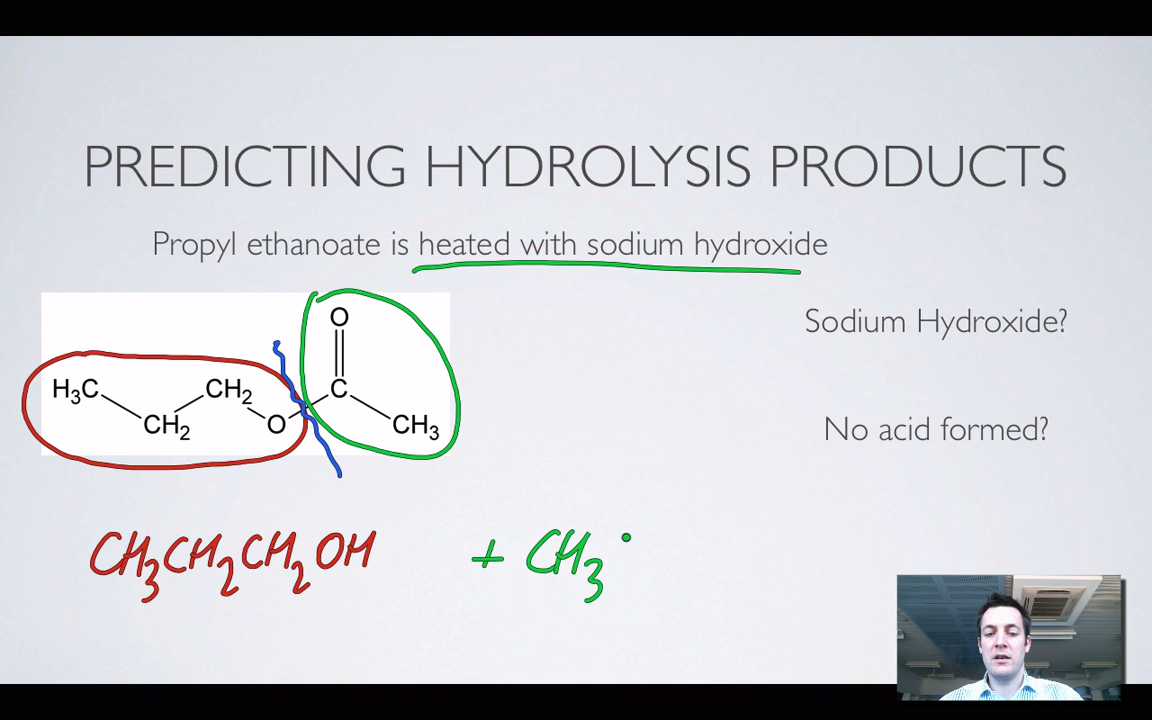 PREDICTING HYDROLYSIS PRODUCTS
Propyl ethanoate is heated with sodium hydroxide
Sodium Hydroxide?
No acid formed?
O
H₃C
CH₂
C
CH₂
O
CH₃
CH₃CH₂CH₂OH + CH₃